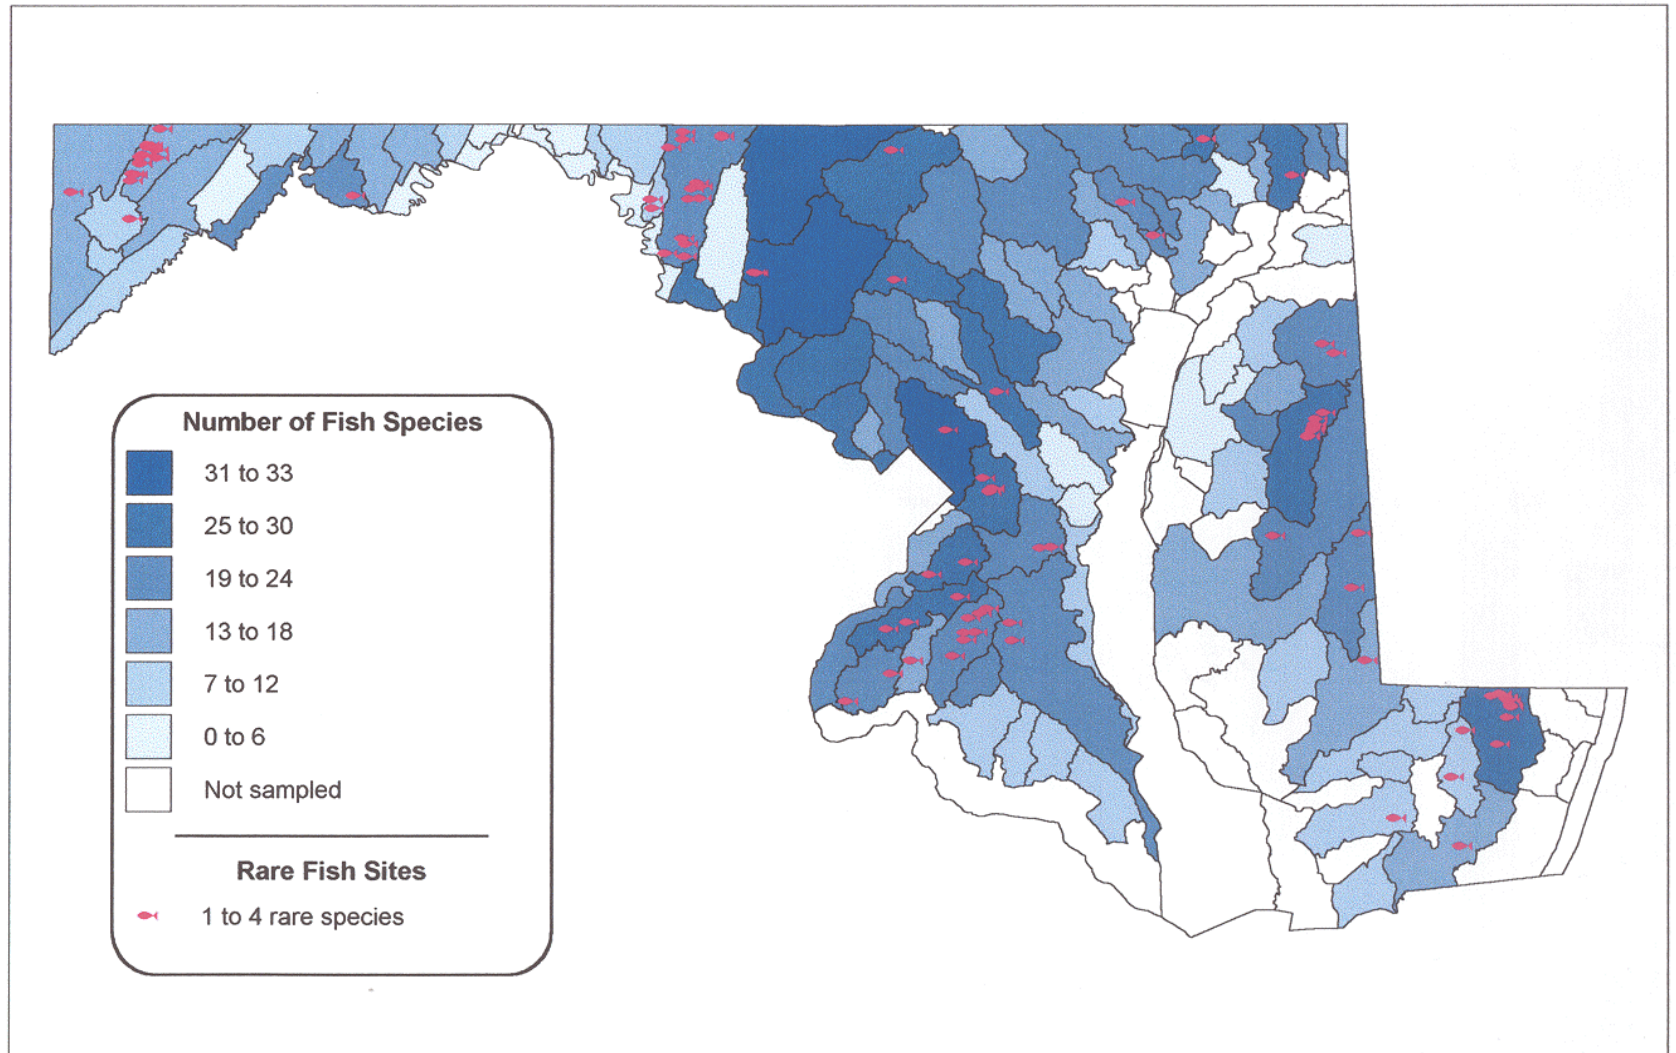 Number of Fish Species
31 to 33
25 to 30
19 to 24
13 to 18
7 to 12
0 to 6
Not sampled
Rare Fish Sites
1 to 4 rare species